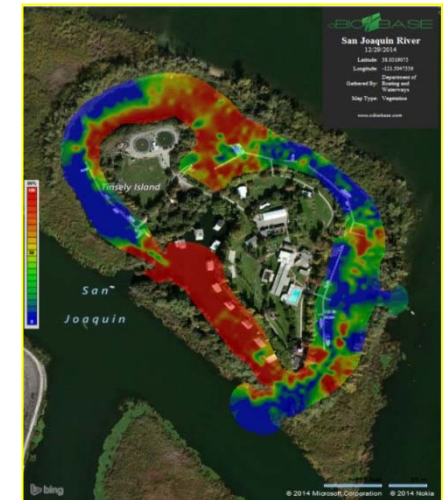 BIOBASE
San Joaquin River
12/29/2014
Latitude
Longitude
Gathered By: Department of
Boating and
Waterways
Map Type: Vegetation
www.cibiobase.com
Tinsely Island
San
Joaquin
bing
© 2014 Microsoft Corporation © 2014 Nokia